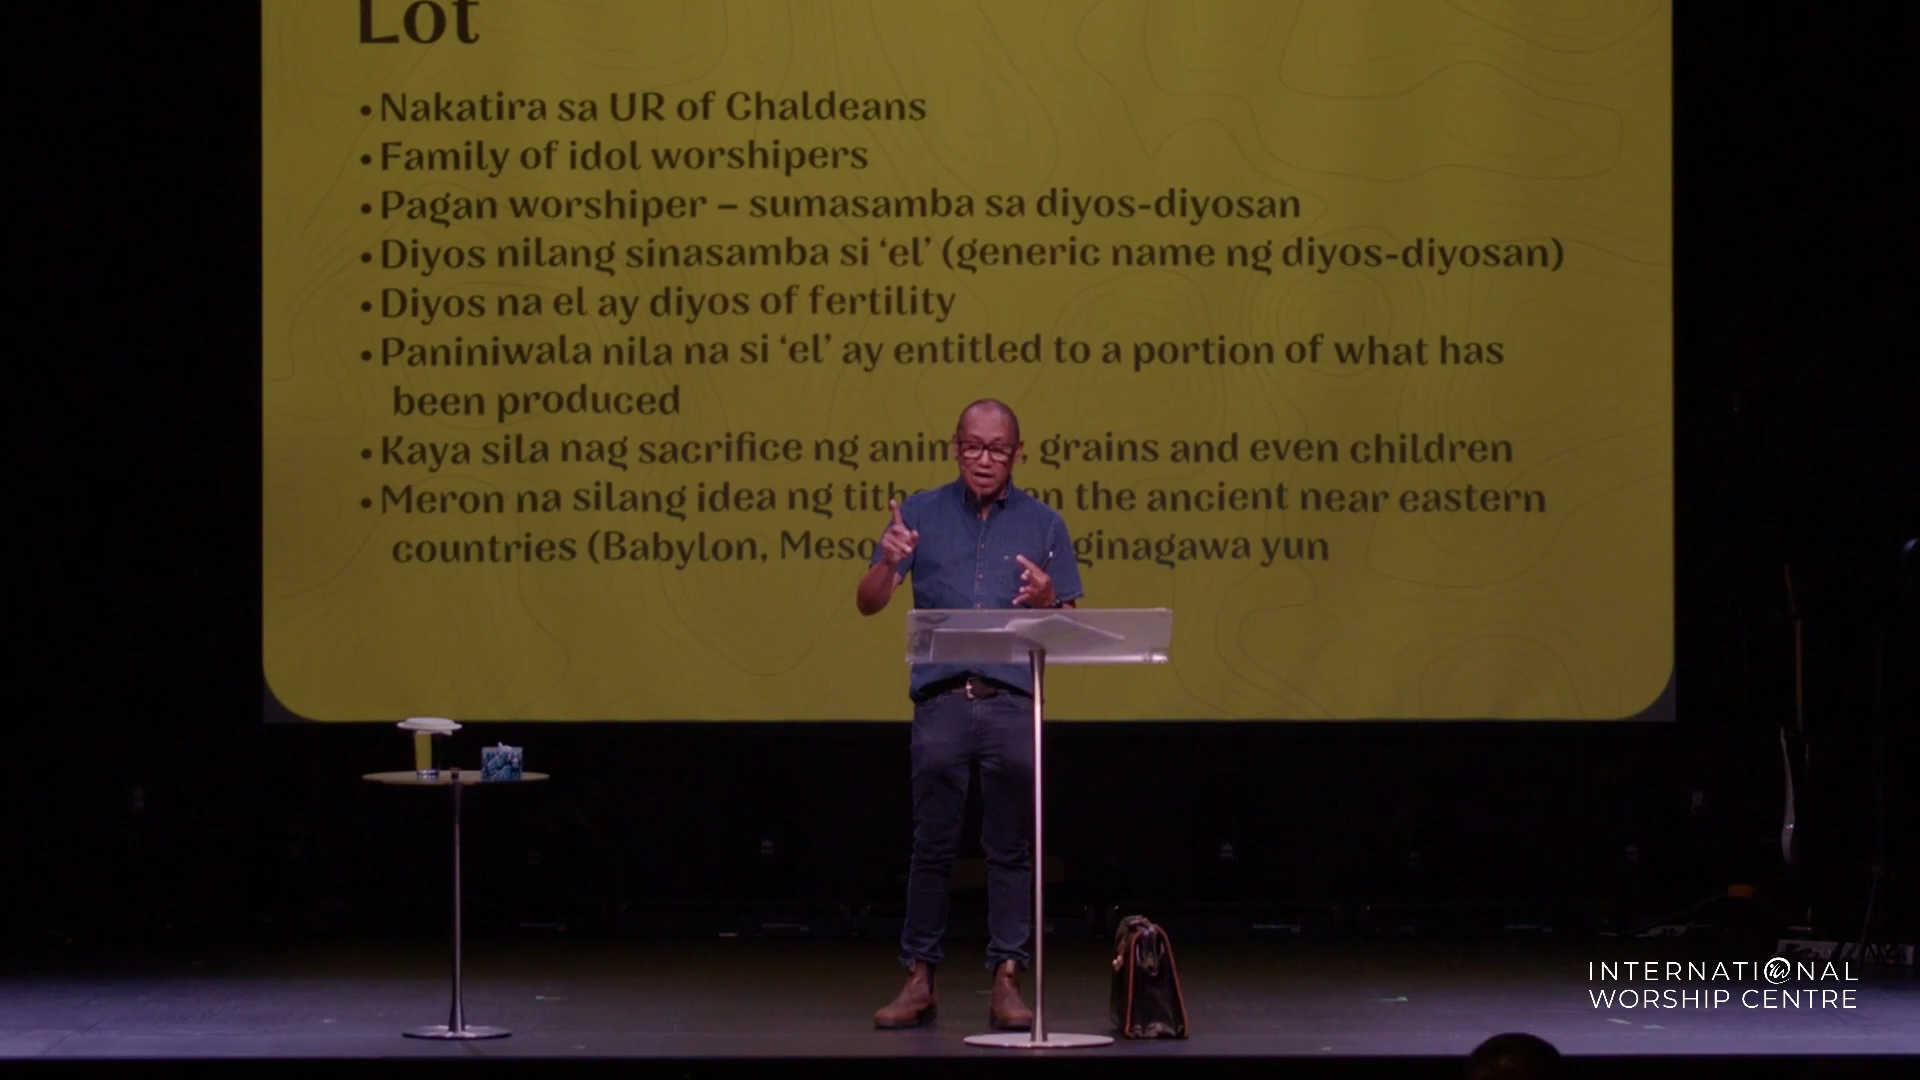 Lot
•Nakatira sa UR of Chaldeans
•Family of idol worshipers
•Pagan worshiper – sumasamba sa diyos-diyosan
•Diyos nilang sinasamba si ‘el’ (generic name ng diyos-diyosan)
•Diyos na el ay diyos of fertility
•Paniniwala nila na si ‘el’ ay entitled to a portion of what has
been produced
•Kaya sila nag sacrifice ng grains and even children
•Meron na silang idea ng the ancient near eastern
countries (Babylon, yun
INTERNATIONAL
WORSHIP CENTRE